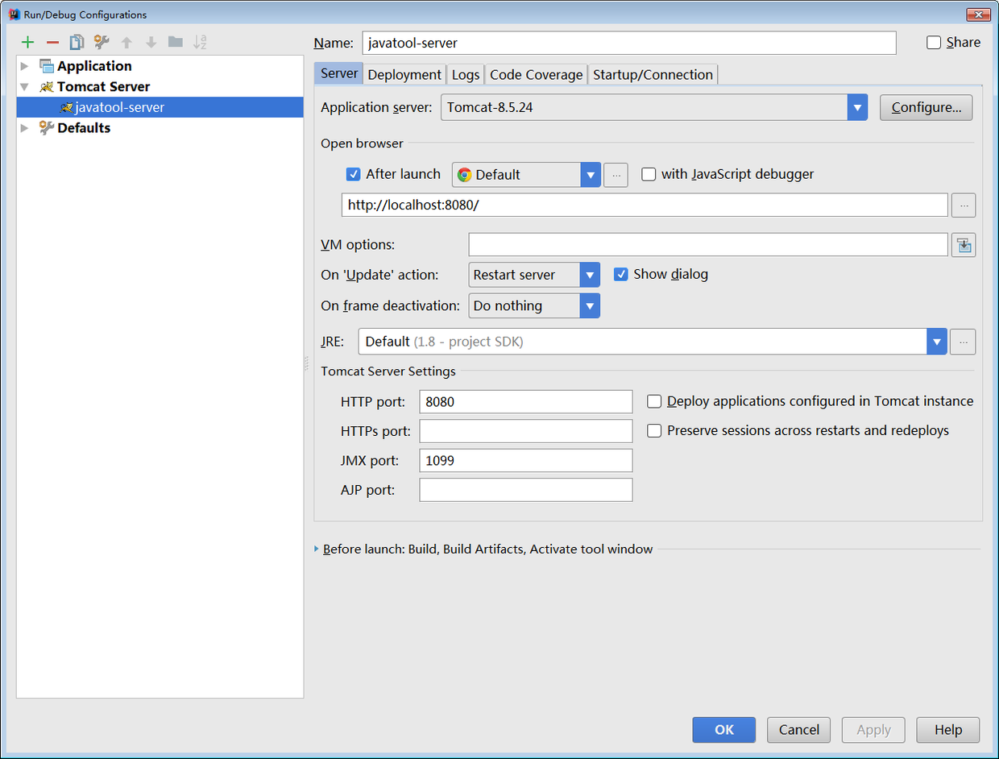 Run/Debug Configurations
Name: javatool-server Share
Application
Tomcat Server
javatool-server
Defaults
Server Deployment Logs Code Coverage Startup/Connection
Application server: Tomcat-8.5.24 Configure...
Open browser
After launch Default ... with JavaScript debugger
http://localhost:8080/ ...
VM options:
On 'Update' action: Restart server Show dialog
On frame deactivation: Do nothing
JRE: Default (1.8 - project SDK) ...
Tomcat Server Settings
HTTP port: 8080 Deploy applications configured in Tomcat instance
HTTPs port: Preserve sessions across restarts and redeploys
JMX port: 1099
AJP port:
Before launch: Build, Build Artifacts, Activate tool window
OK Cancel Apply Help